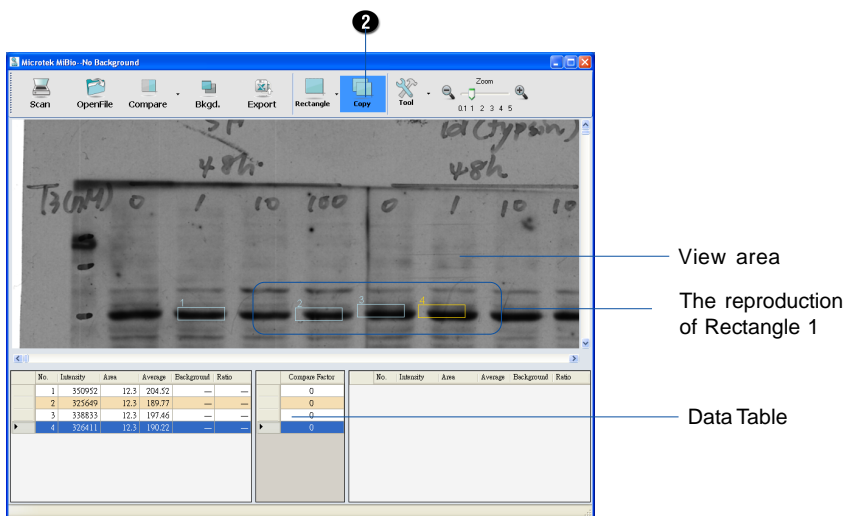 2
Microtek MiBio--No Background
Scan OpenFile Compare Bkgd. Export Rectangle Copy Tool Zoom
0.1 1 2 3 4 5
48h. 48h
T3(nM) 0 1 10 100 0 1 10 10
1 2 3 4
View area
The reproduction
of Rectangle 1
No. Intensity Area Average Background Ratio
1 350952 12.3 204.52 — —
2 325649 12.3 189.77 — —
3 338833 12.3 197.46 — —
4 326411 12.3 190.22 — —
Compare Factor
0
0
0
0
No. Intensity Area Average Background Ratio
Data Table